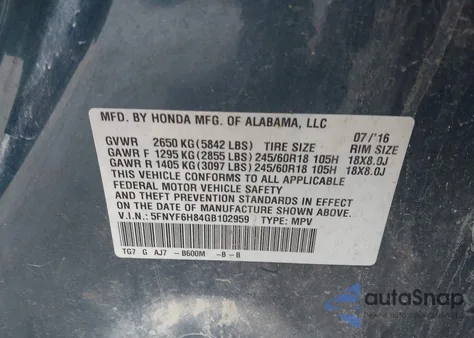 MFD. BY HONDA MFG. OF ALABAMA, LLC 07/'16
GVWR 2650 KG (5842 LBS) TIRE SIZE RIM SIZE
GAWR F 1295 KG (2855 LBS) 245/60R18 105H 18X8.0J
GAWR R 1405 KG (3097 LBS) 245/60R18 105H 18X8.0J
THIS VEHICLE CONFORMS TO ALL APPLICABLE
FEDERAL MOTOR VEHICLE SAFETY
AND THEFT PREVENTION STANDARDS IN
EFFECT ON THE DATE OF MANUFACTURE
SHOWN ABOVE.
V.I.N.: 5FNYF6H84GB102959 TYPE: MPV
TG7 G AJ7 -B600M -B-B
autoSnap